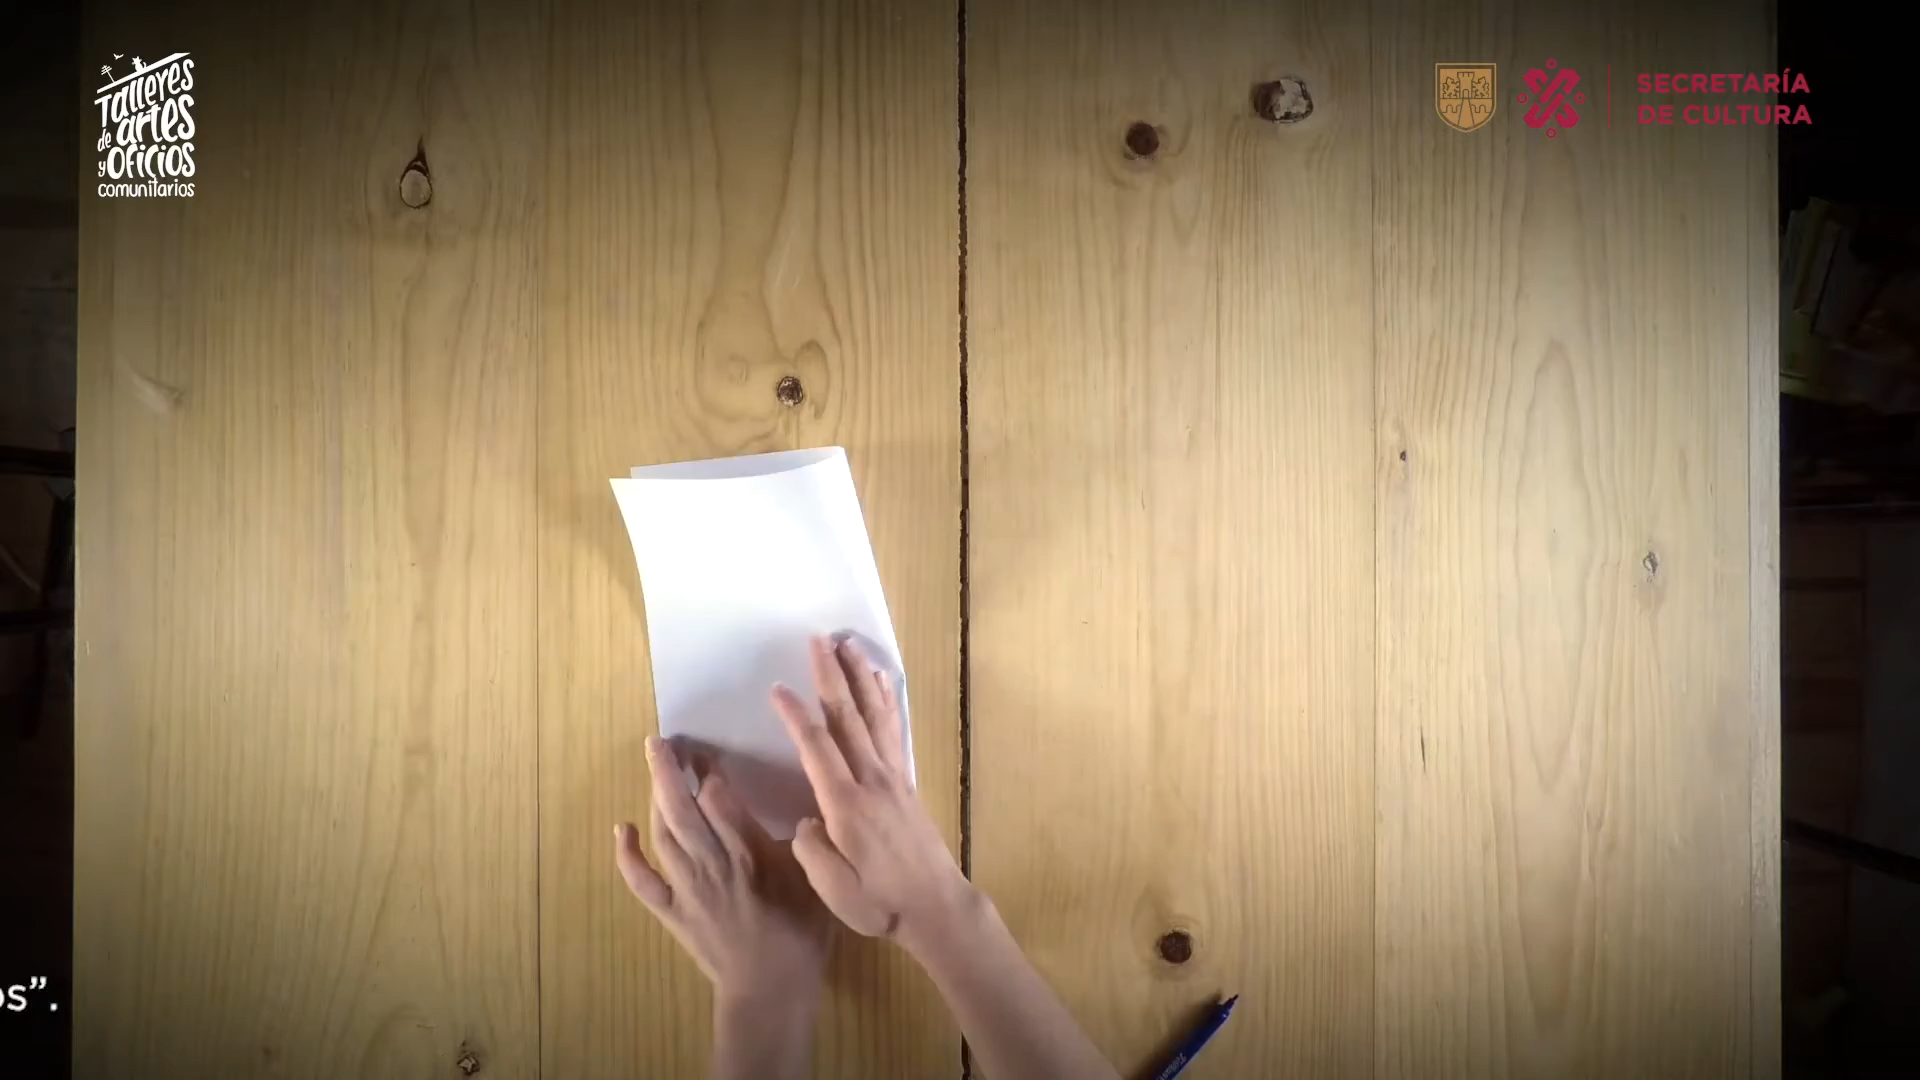 Talleres
de artes
y oficios
comunitarios
SECRETARÍA
DE CULTURA
os”.